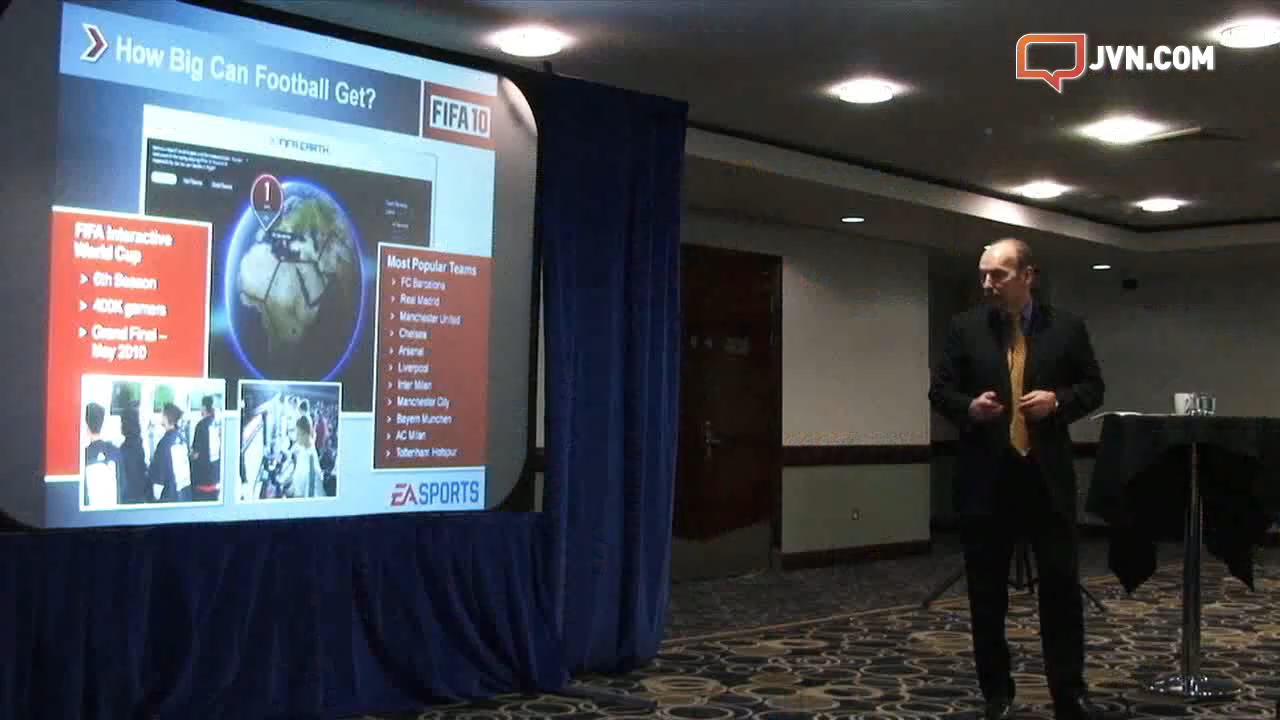 JVN.COM
How Big Can Football Get?
FIFA10
FIFA EARTH
1
FIFA Interactive
World Cup
> 6th Season
> 400K gamers
> Grand Final –
May 2010
Most Popular Teams
> FC Barcelona
> Real Madrid
> Manchester United
> Chelsea
> Arsenal
> Liverpool
> Inter Milan
> Manchester City
> Bayern Munchen
> AC Milan
> Tottenham Hotspur
EA SPORTS